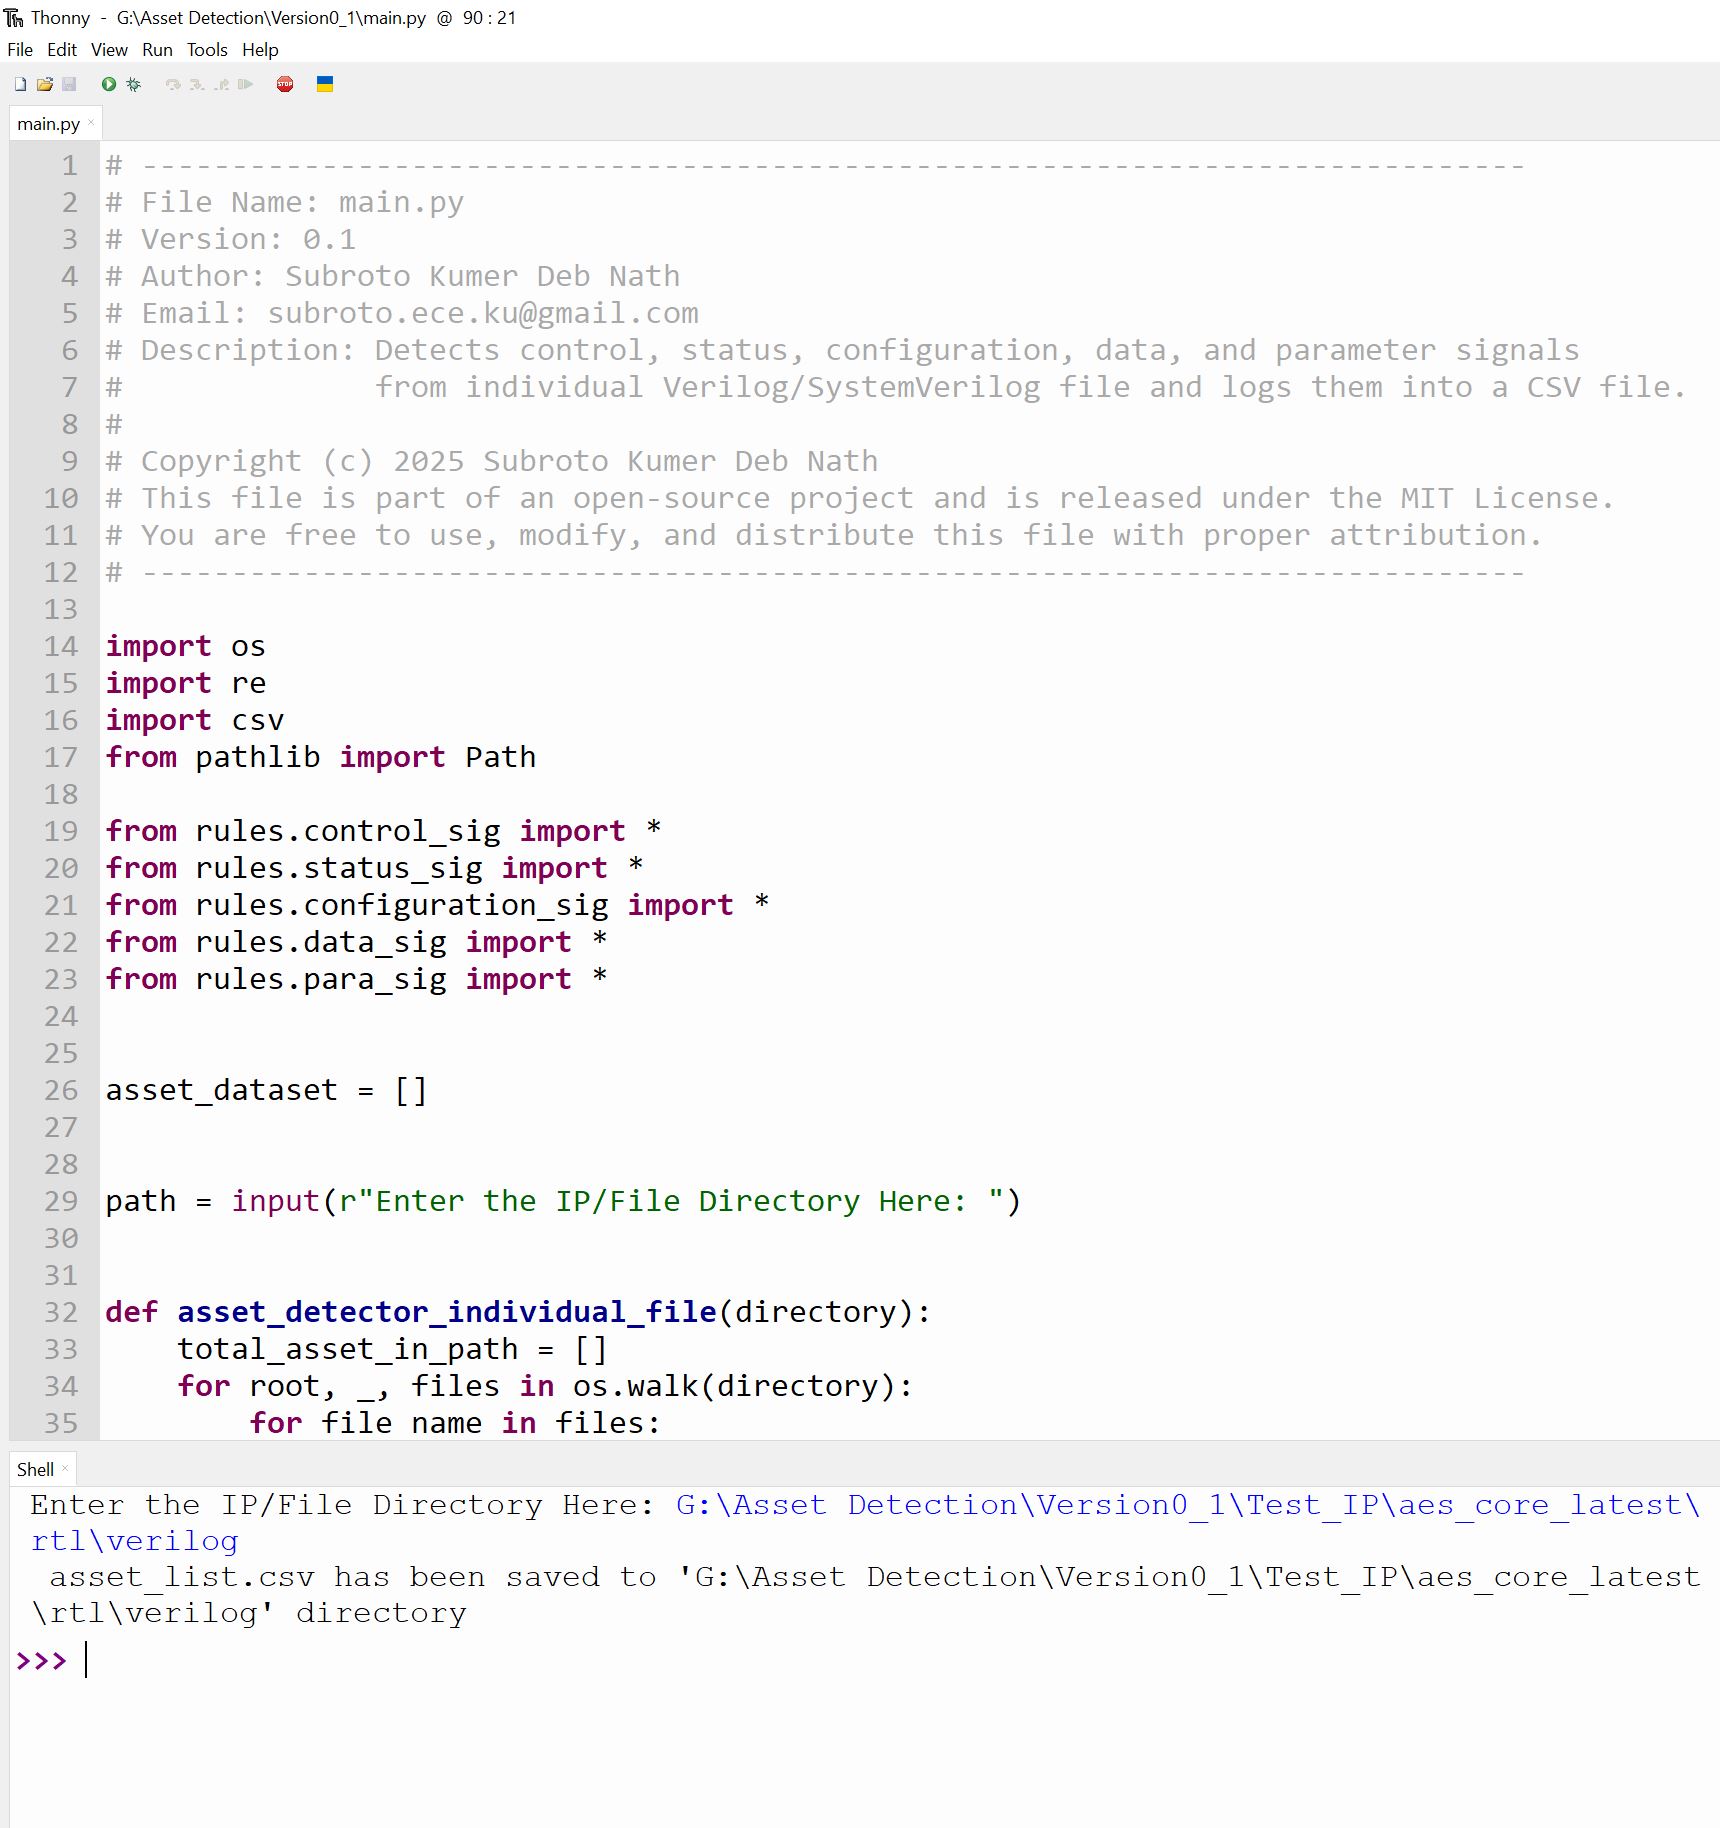 Thonny - G:\Asset Detection\Version0_1\main.py @ 90 : 21
File Edit View Run Tools Help
STOP
main.py ×
1 # -----------------------------------------------------------------------------
2 # File Name: main.py
3 # Version: 0.1
4 # Author: Subroto Kumer Deb Nath
5 # Email: subroto.ece.ku@gmail.com
6 # Description: Detects control, status, configuration, data, and parameter signals
7 #              from individual Verilog/SystemVerilog file and logs them into a CSV file.
8 #
9 # Copyright (c) 2025 Subroto Kumer Deb Nath
10 # This file is part of an open-source project and is released under the MIT License.
11 # You are free to use, modify, and distribute this file with proper attribution.
12 # -----------------------------------------------------------------------------
13
14 import os
15 import re
16 import csv
17 from pathlib import Path
18
19 from rules.control_sig import *
20 from rules.status_sig import *
21 from rules.configuration_sig import *
22 from rules.data_sig import *
23 from rules.para_sig import *
24
25
26 asset_dataset = []
27
28
29 path = input(r"Enter the IP/File Directory Here: ")
30
31
32 def asset_detector_individual_file(directory):
33     total_asset_in_path = []
34     for root, _, files in os.walk(directory):
35         for file name in files:
Shell ×
Enter the IP/File Directory Here: G:\Asset Detection\Version0_1\Test_IP\aes_core_latest\
rtl\verilog
asset_list.csv has been saved to 'G:\Asset Detection\Version0_1\Test_IP\aes_core_latest
\rtl\verilog' directory
>>>